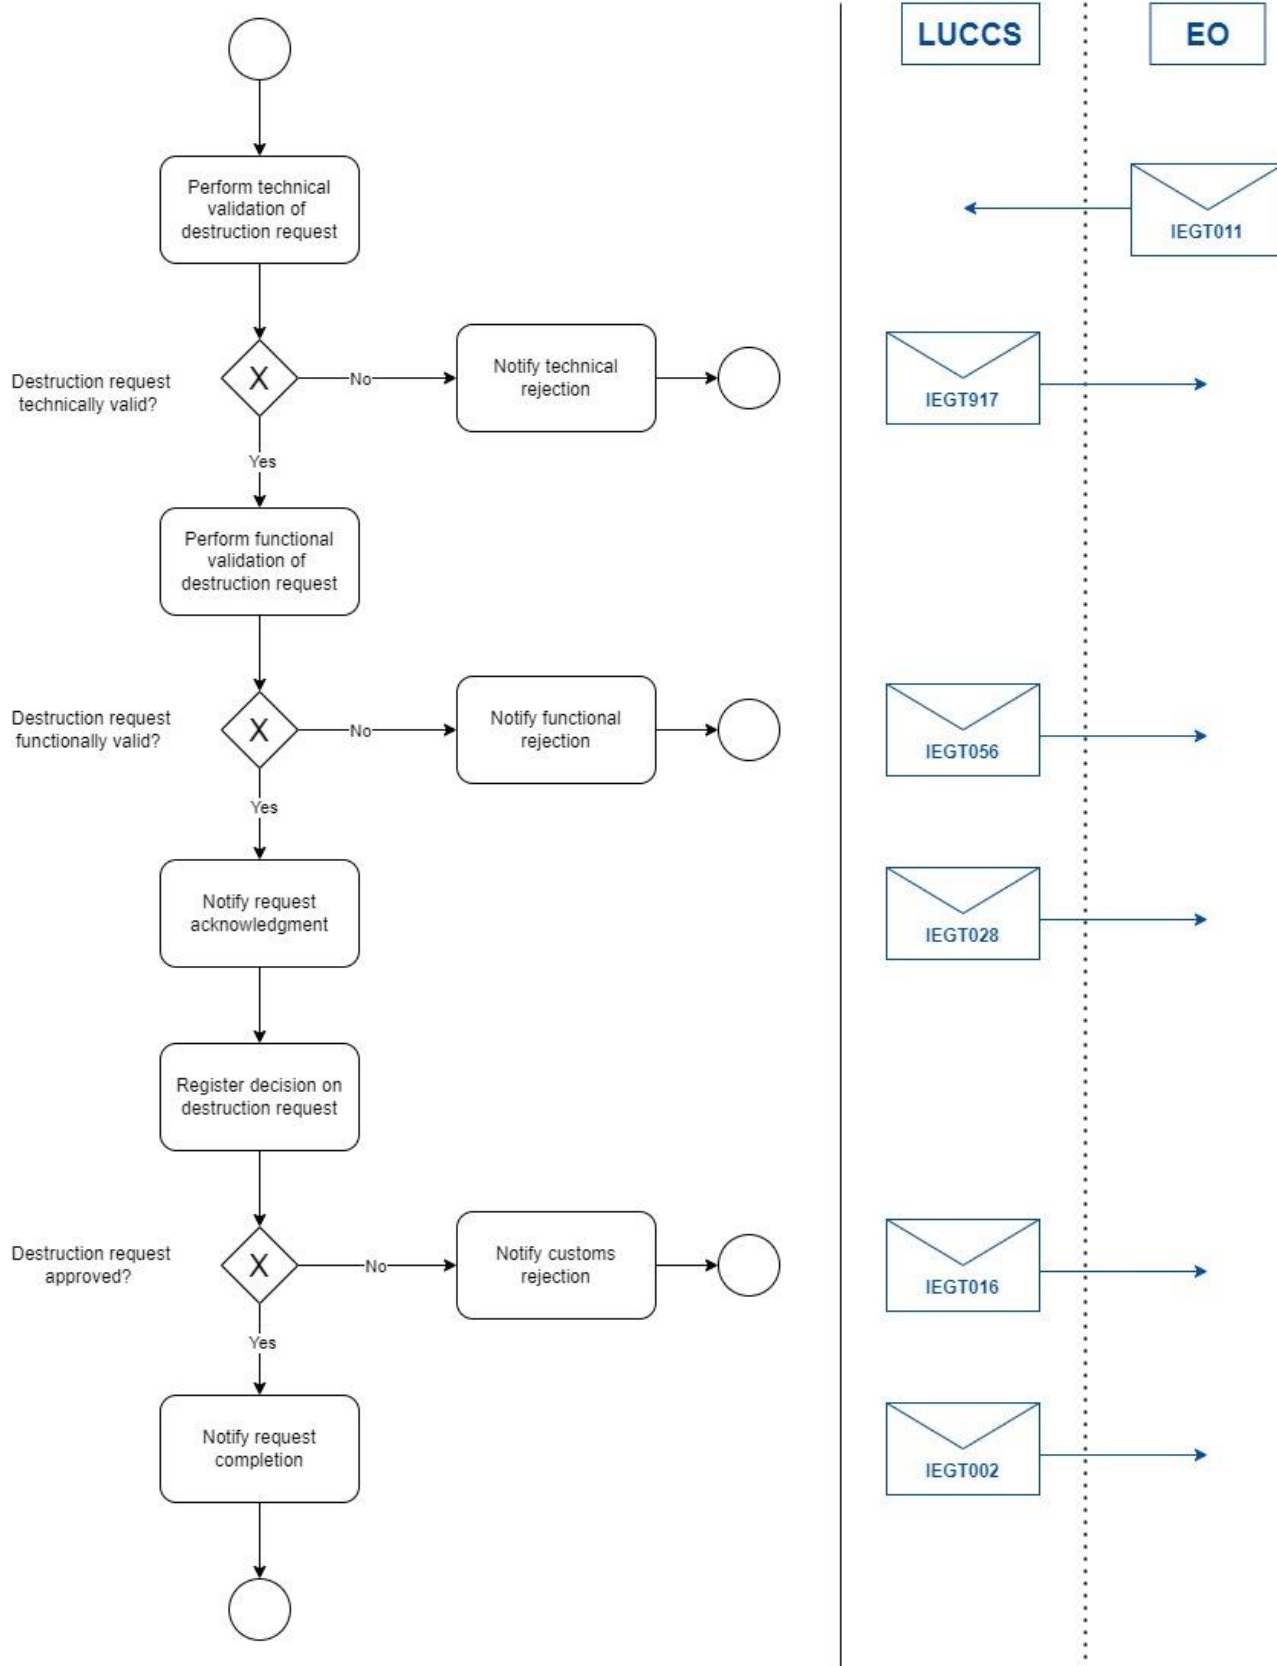 LUCCS
EO
Perform technical
validation of
destruction request
IEGT011
Destruction request
technically valid?
X
No
Notify technical
rejection
IEGT917
Yes
Perform functional
validation of
destruction request
Destruction request
functionally valid?
X
No
Notify functional
rejection
IEGT056
Yes
Notify request
acknowledgment
IEGT028
Register decision on
destruction request
Destruction request
approved?
X
No
Notify customs
rejection
IEGT016
Yes
Notify request
completion
IEGT002